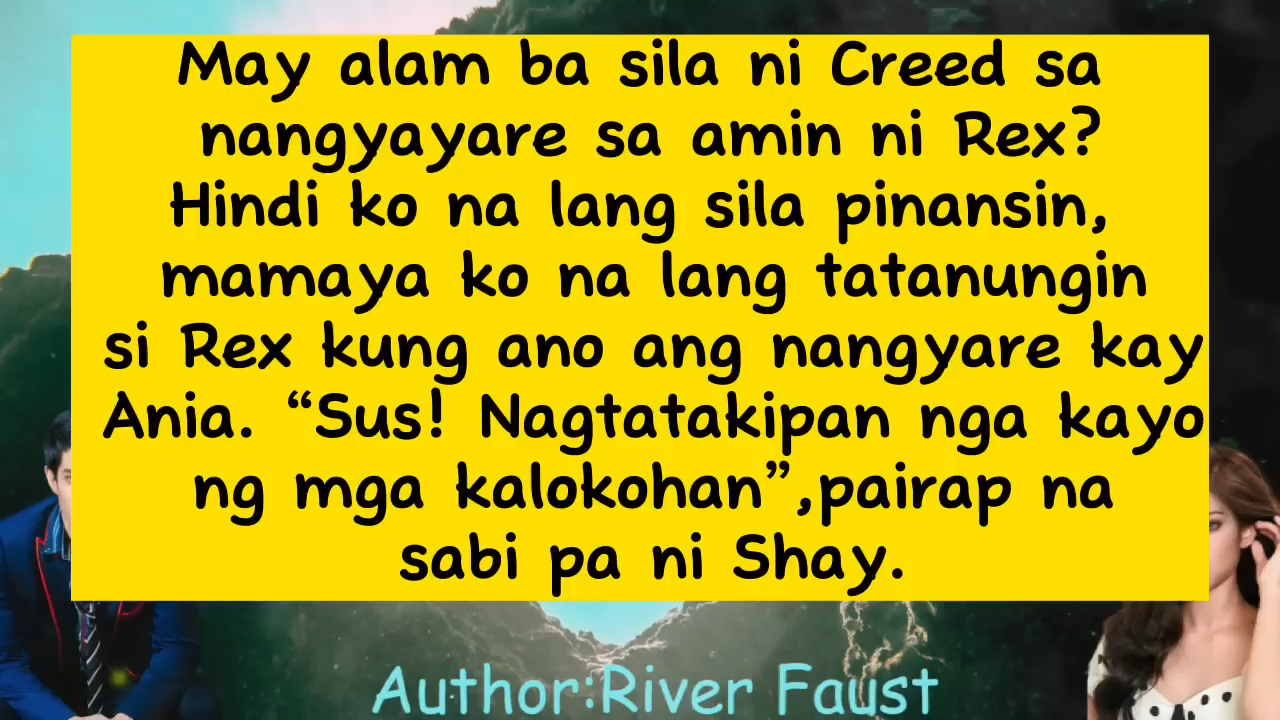 May alam ba sila ni Creed sa
nangyayare sa amin ni Rex?
Hindi ko na lang sila pinansin,
mamaya ko na lang tatanungin
si Rex kung ano ang nangyare kay
Ania. “Sus! Nagtatakipan nga kayo
ng mga kalokohan”,pairap na
sabi pa ni Shay.
Author:River Faust